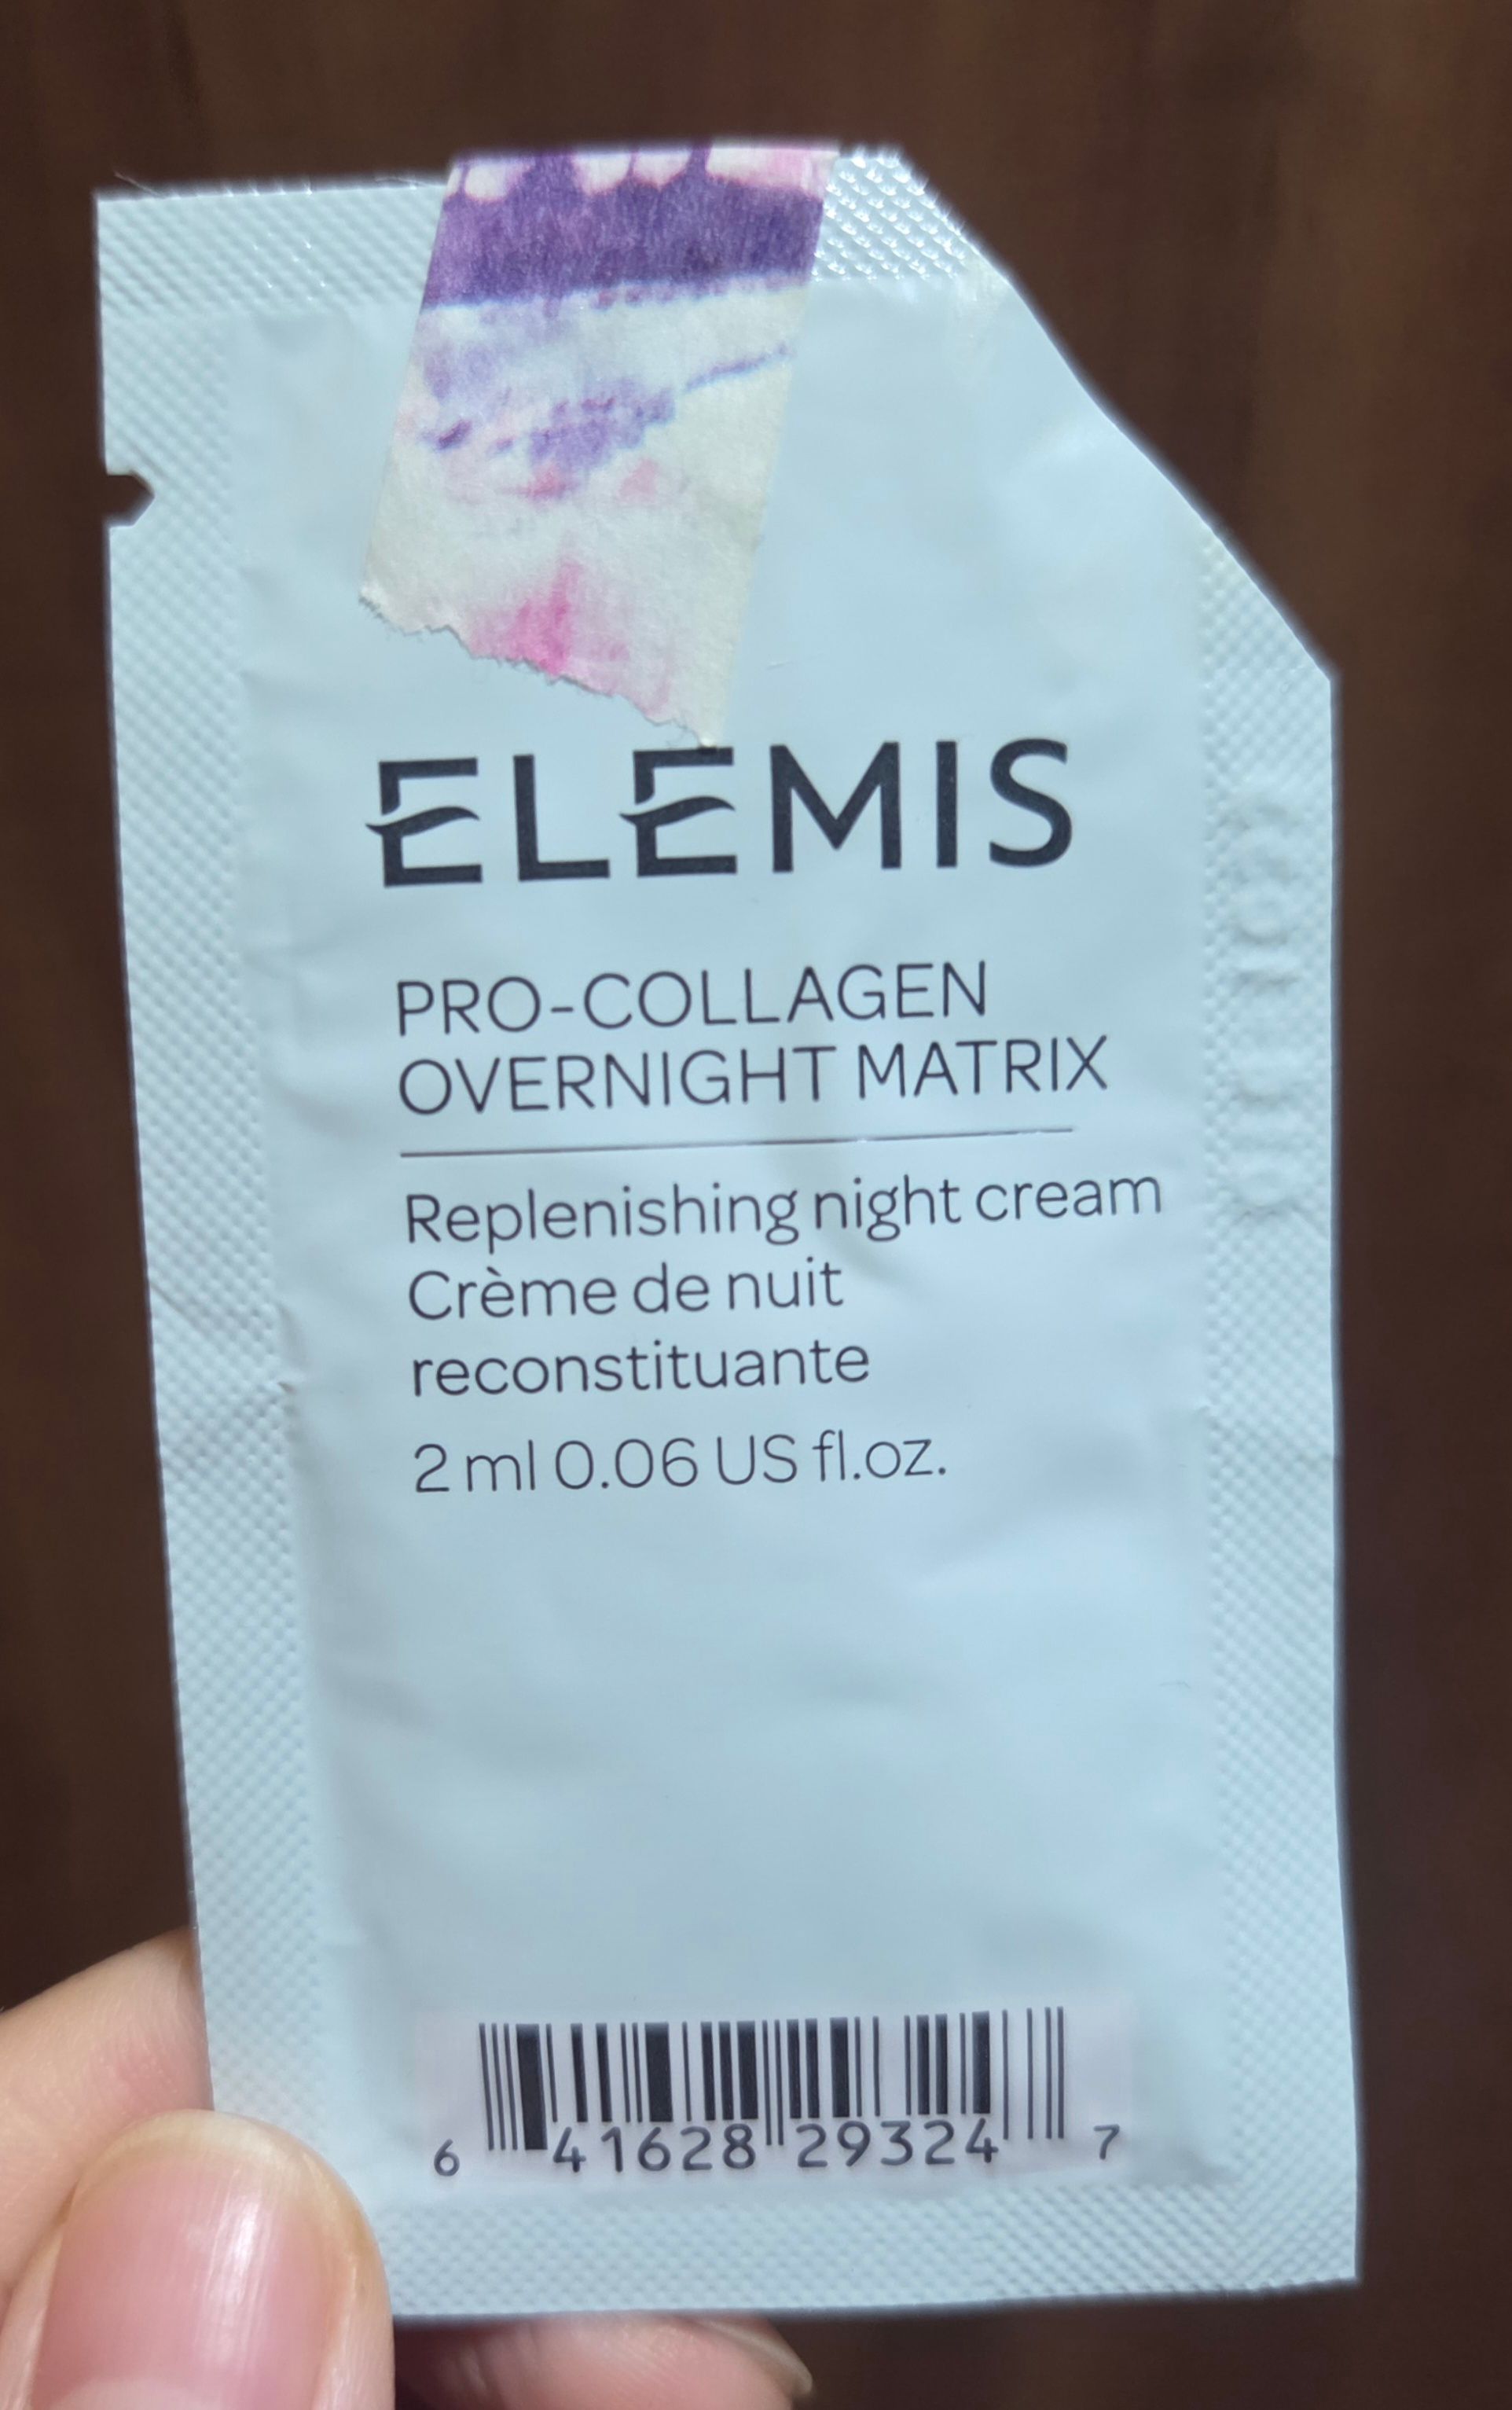 ELEMIS
PRO-COLLAGEN
OVERNIGHT MATRIX
Replenishing night cream
Crème de nuit
reconstituante
2 ml 0.06 US fl.oz.
6 41628 29324 7